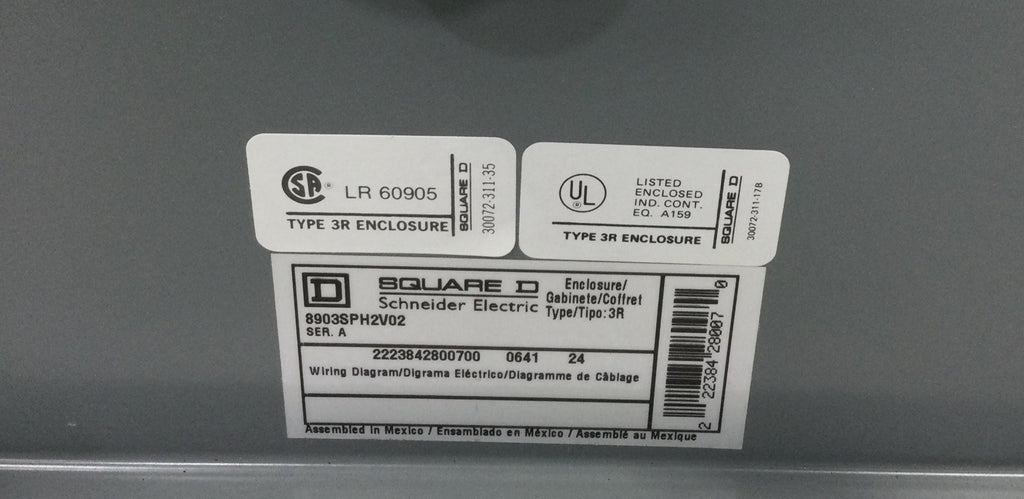 SA
LR 60905
TYPE 3R ENCLOSURE
SQUARE D
30072-311-35
UL
LISTED
ENCLOSED
IND. CONT.
EQ. A159
TYPE 3R ENCLOSURE
SQUARE D
30072-311-17B
D
SQUARE D
Schneider Electric
Enclosure/
Gabinete/Coffret
Type/Tipo:3R
8903SPH2V02
SER. A
2223842800700 0641 24
Wiring Diagram/Digrama Eléctrico/Diagramme de Câblage
Assembled in Mexico / Ensamblado en México / Assemblé au Mexique
2 22384 28007 0